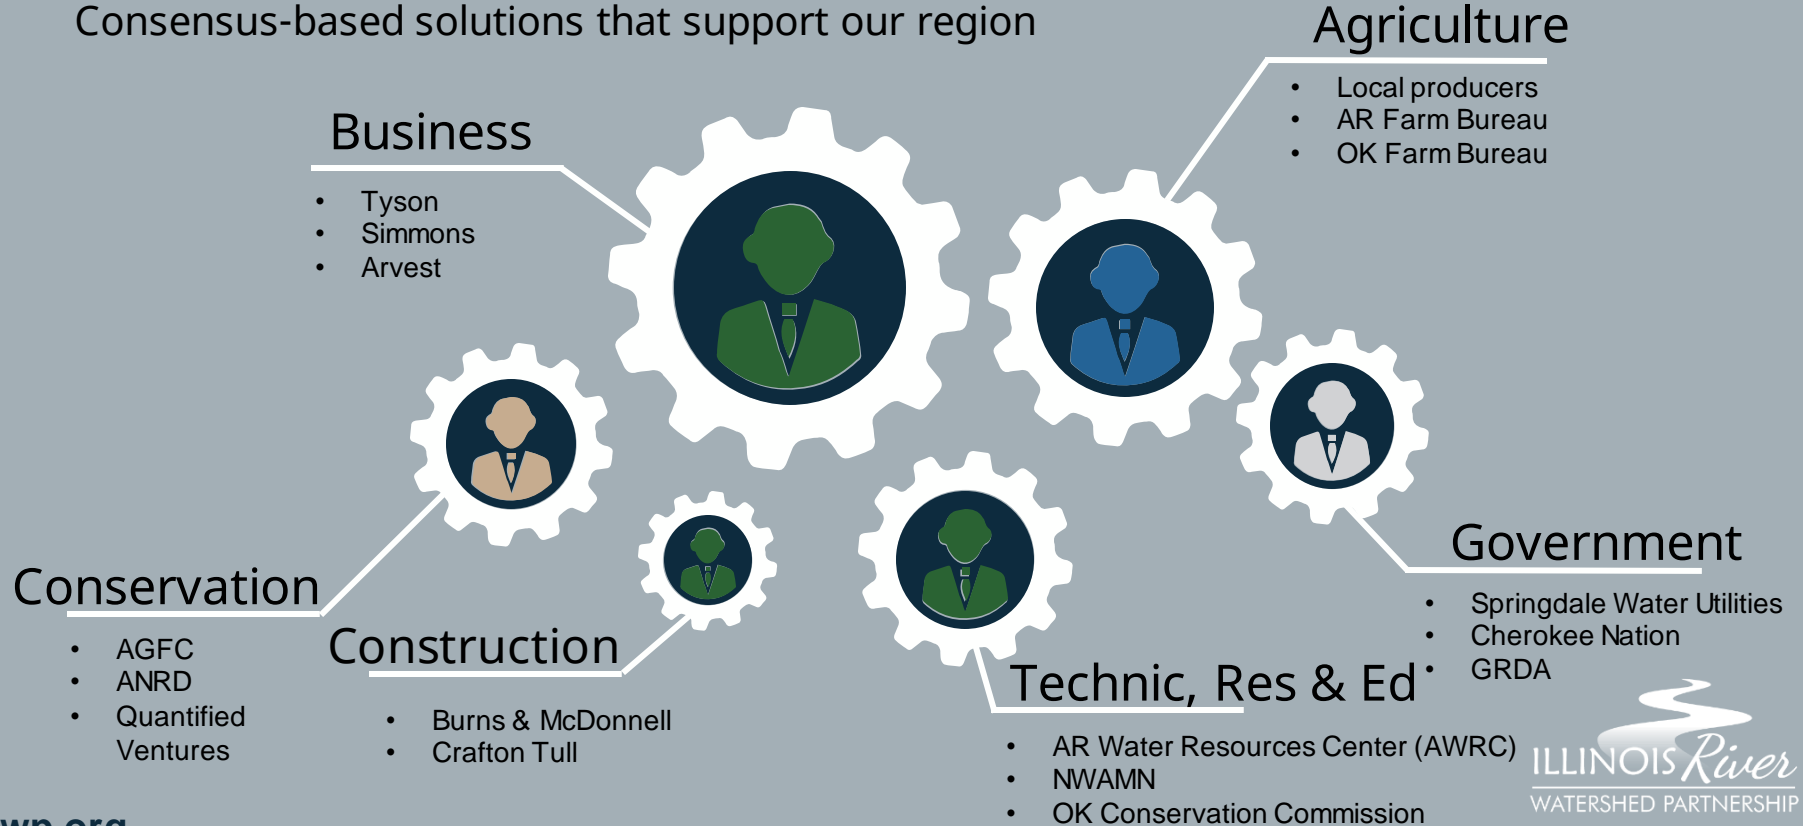 Consensus-based solutions that support our region
Agriculture
• Local producers
• AR Farm Bureau
• OK Farm Bureau
Business
• Tyson
• Simmons
• Arvest
Conservation
• AGFC
• ANRD
• Quantified
Ventures
Construction
• Burns & McDonnell
• Crafton Tull
Technic, Res & Ed
• AR Water Resources Center (AWRC)
• NWAMN
• OK Conservation Commission
Government
• Springdale Water Utilities
• Cherokee Nation
• GRDA
ILLINOIS River
WATERSHED PARTNERSHIP